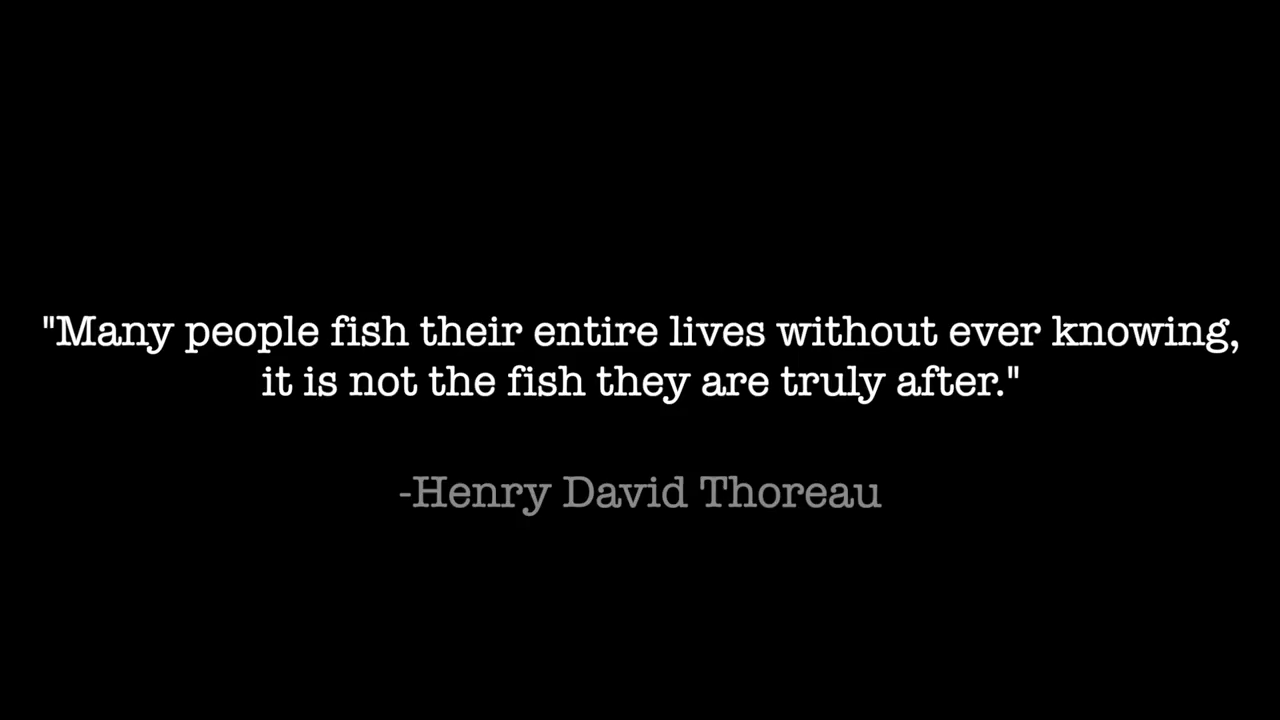 "Many people fish their entire lives without ever knowing,
it is not the fish they are truly after."
-Henry David Thoreau